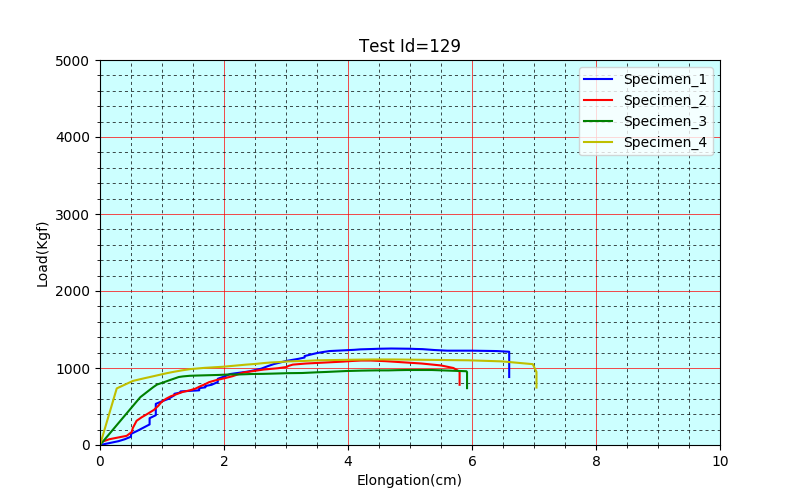 Test Id=129
Load(Kgf)
5000
4000
3000
2000
1000
0
Specimen_1
Specimen_2
Specimen_3
Specimen_4
0 2 4 6 8 10
Elongation(cm)